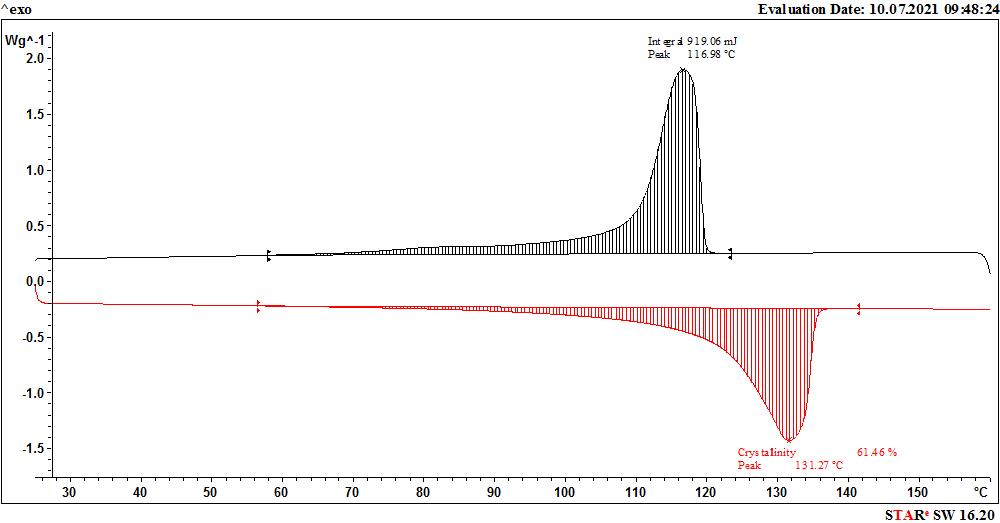 ^exo
Evaluation Date: 10.07.2021 09:48:24
Wg^-1
Integral 919.06 mJ
Peak 116.98 °C
2.0
1.5
1.0
0.5
0.0
-0.5
-1.0
-1.5
Crystallinity 61.46 %
Peak 131.27 °C
30 40 50 60 70 80 90 100 110 120 130 140 150 °C
STARe SW 16.20